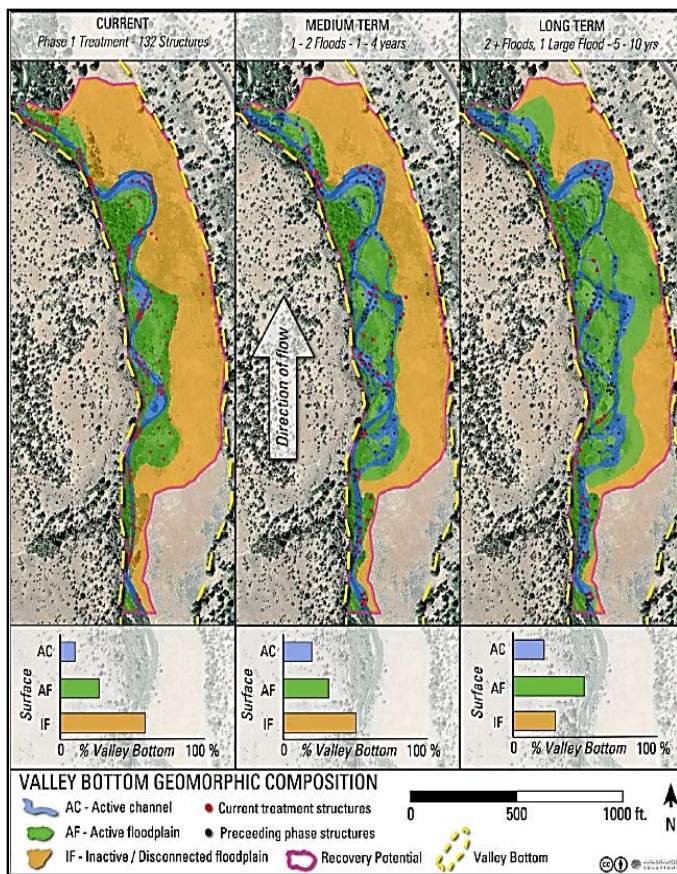 CURRENT
Phase 1 Treatment - 132 Structures
MEDIUM TERM
1 - 2 Floods - 1 - 4 years
LONG TERM
2 + Floods, 1 Large Flood - 5 - 10 yrs
Direction of flow
Surface
AC
AF
IF
0 % Valley Bottom 100 %
Surface
AC
AF
IF
0 % Valley Bottom 100 %
Surface
AC
AF
IF
0 % Valley Bottom 100 %
VALLEY BOTTOM GEOMORPHIC COMPOSITION
AC - Active channel
Current treatment structures
AF - Active floodplain
Preceeding phase structures
IF - Inactive / Disconnected floodplain
Recovery Potential
Valley Bottom
0 500 1000 ft.
N